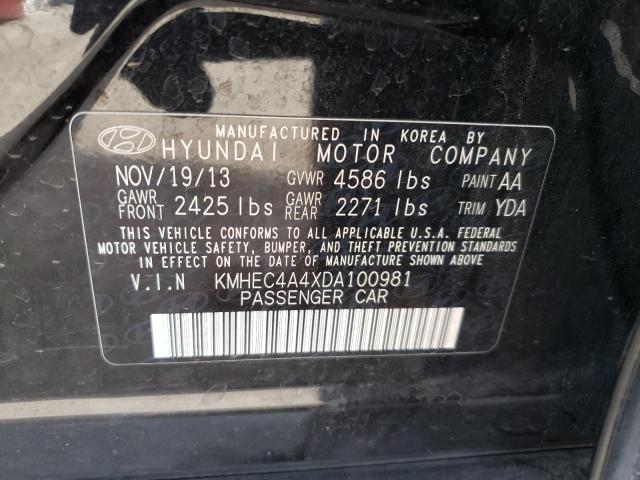 MANUFACTURED IN KOREA BY
HYUNDAI MOTOR COMPANY
NOV/19/13 GVWR 4586 lbs PAINT AA
GAWR FRONT 2425 lbs GAWR REAR 2271 lbs TRIM YDA
THIS VEHICLE CONFORMS TO ALL APPLICABLE U.S.A. FEDERAL
MOTOR VEHICLE SAFETY, BUMPER, AND THEFT PREVENTION STANDARDS
IN EFFECT ON THE DATE OF MANUFACTURE SHOWN ABOVE
V.I.N KMHEC4A4XDA100981
PASSENGER CAR